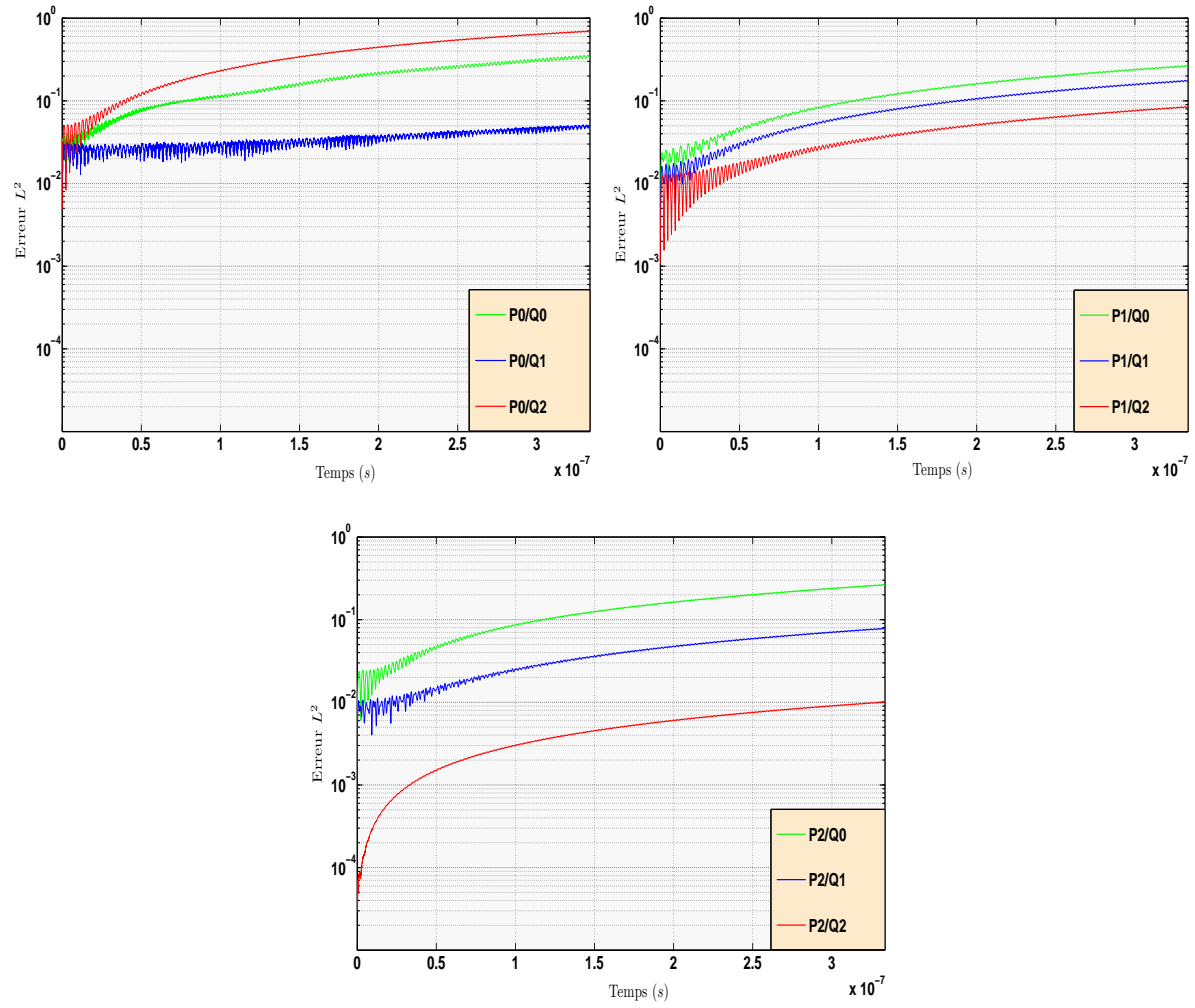 10^0
10^−1
10^−2
10^−3
10^−4
Erreur L^2
0 0.5 1 1.5 2 2.5 3
x 10^−7
Temps (s)
P0/Q0
P0/Q1
P0/Q2
10^0
10^−1
10^−2
10^−3
10^−4
Erreur L^2
0 0.5 1 1.5 2 2.5 3
x 10^−7
Temps (s)
P1/Q0
P1/Q1
P1/Q2
10^0
10^−1
10^−2
10^−3
10^−4
Erreur L^2
0 0.5 1 1.5 2 2.5 3
x 10^−7
Temps (s)
P2/Q0
P2/Q1
P2/Q2